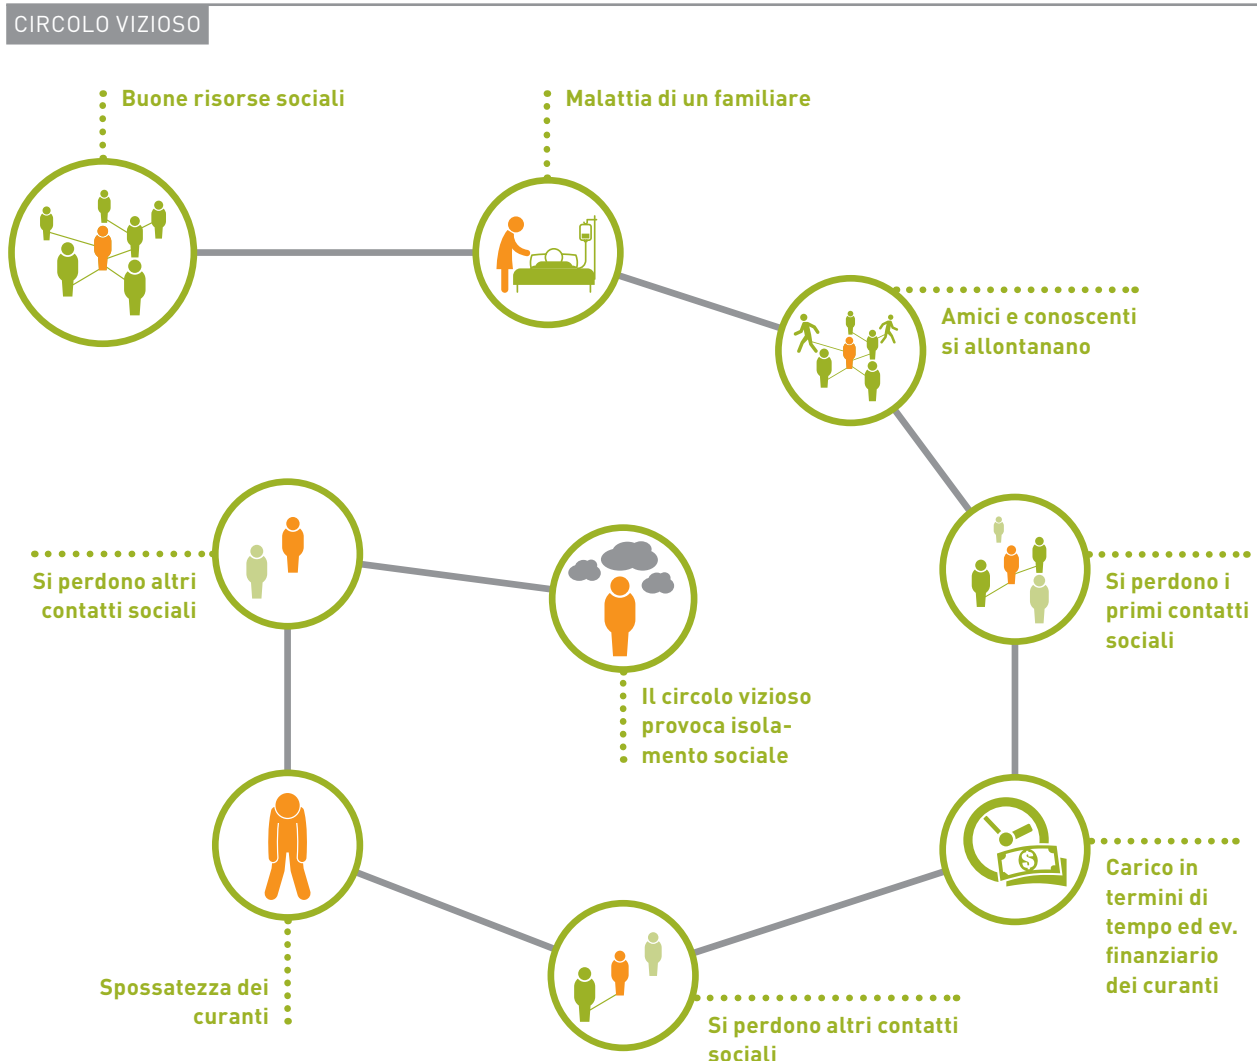 CIRCOLO VIZIOSO
Buone risorse sociali
Malattia di un familiare
Amici e conoscenti
si allontanano
Si perdono i
primi contatti
sociali
Carico in
termini di
tempo ed ev.
finanziario
dei curanti
Si perdono altri contatti
sociali
Spossatezza dei
curanti
Si perdono altri
contatti sociali
Il circolo vizioso
provoca isola-
mento sociale
$